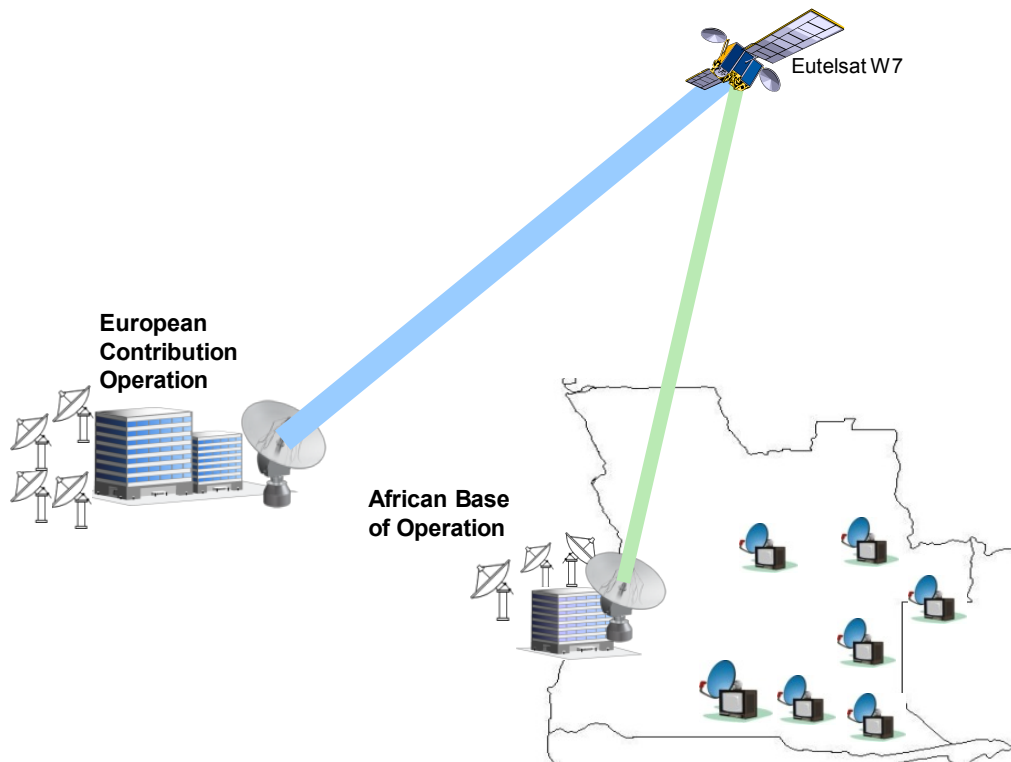 Eutelsat W7
European
Contribution
Operation
African Base
of Operation